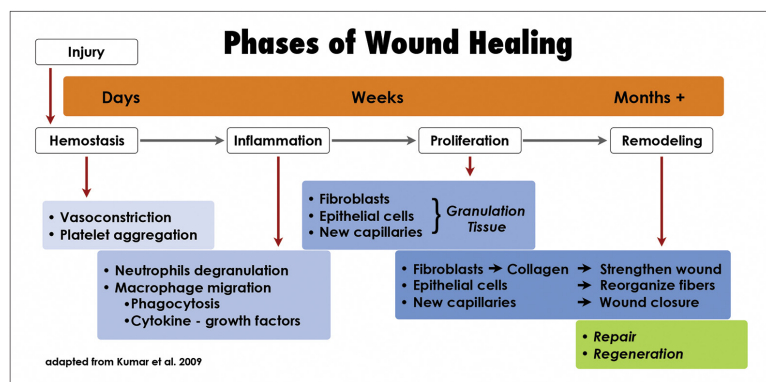 Phases of Wound Healing
Injury
Days Weeks Months +
Hemostasis Inflammation Proliferation Remodeling
• Vasoconstriction
• Platelet aggregation
• Neutrophils degranulation
• Macrophage migration
•Phagocytosis
•Cytokine - growth factors
• Fibroblasts
• Epithelial cells
• New capillaries
} Granulation
Tissue
• Fibroblasts → Collagen → Strengthen wound
• Epithelial cells → Reorganize fibers
• New capillaries → Wound closure
• Repair
• Regeneration
adapted from Kumar et al. 2009